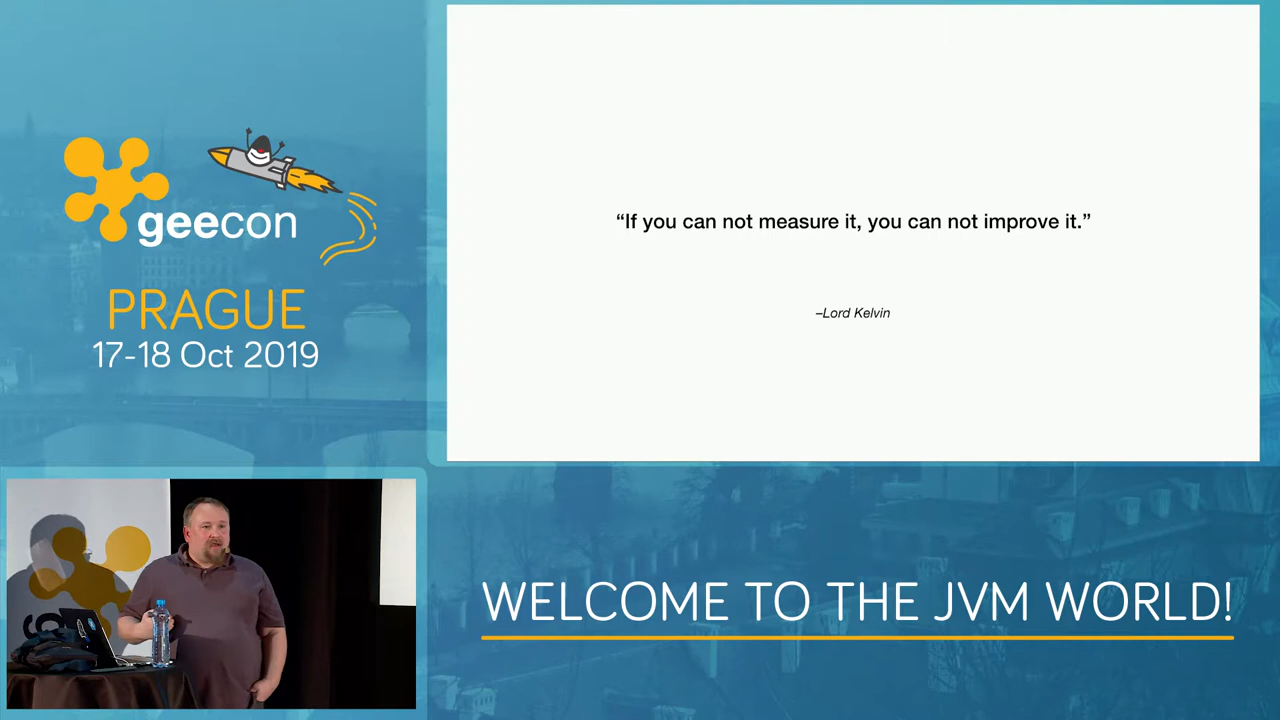 geecon
PRAGUE
17-18 Oct 2019
“If you can not measure it, you can not improve it.”
–Lord Kelvin
WELCOME TO THE JVM WORLD!